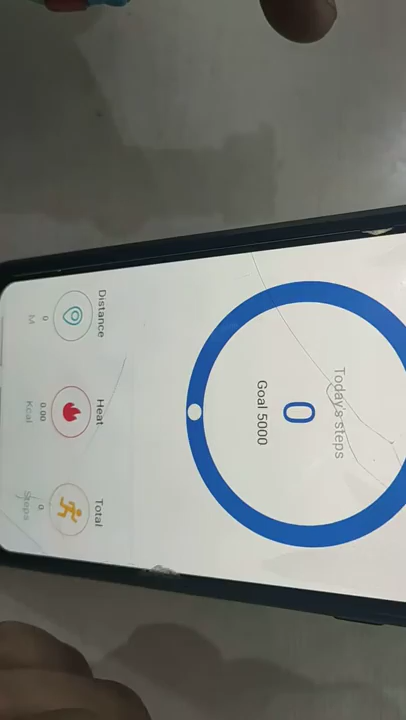 Today's steps
0
Goal 5000
Distance
0
M
Heat
0.00
Kcal
Total
0
Steps